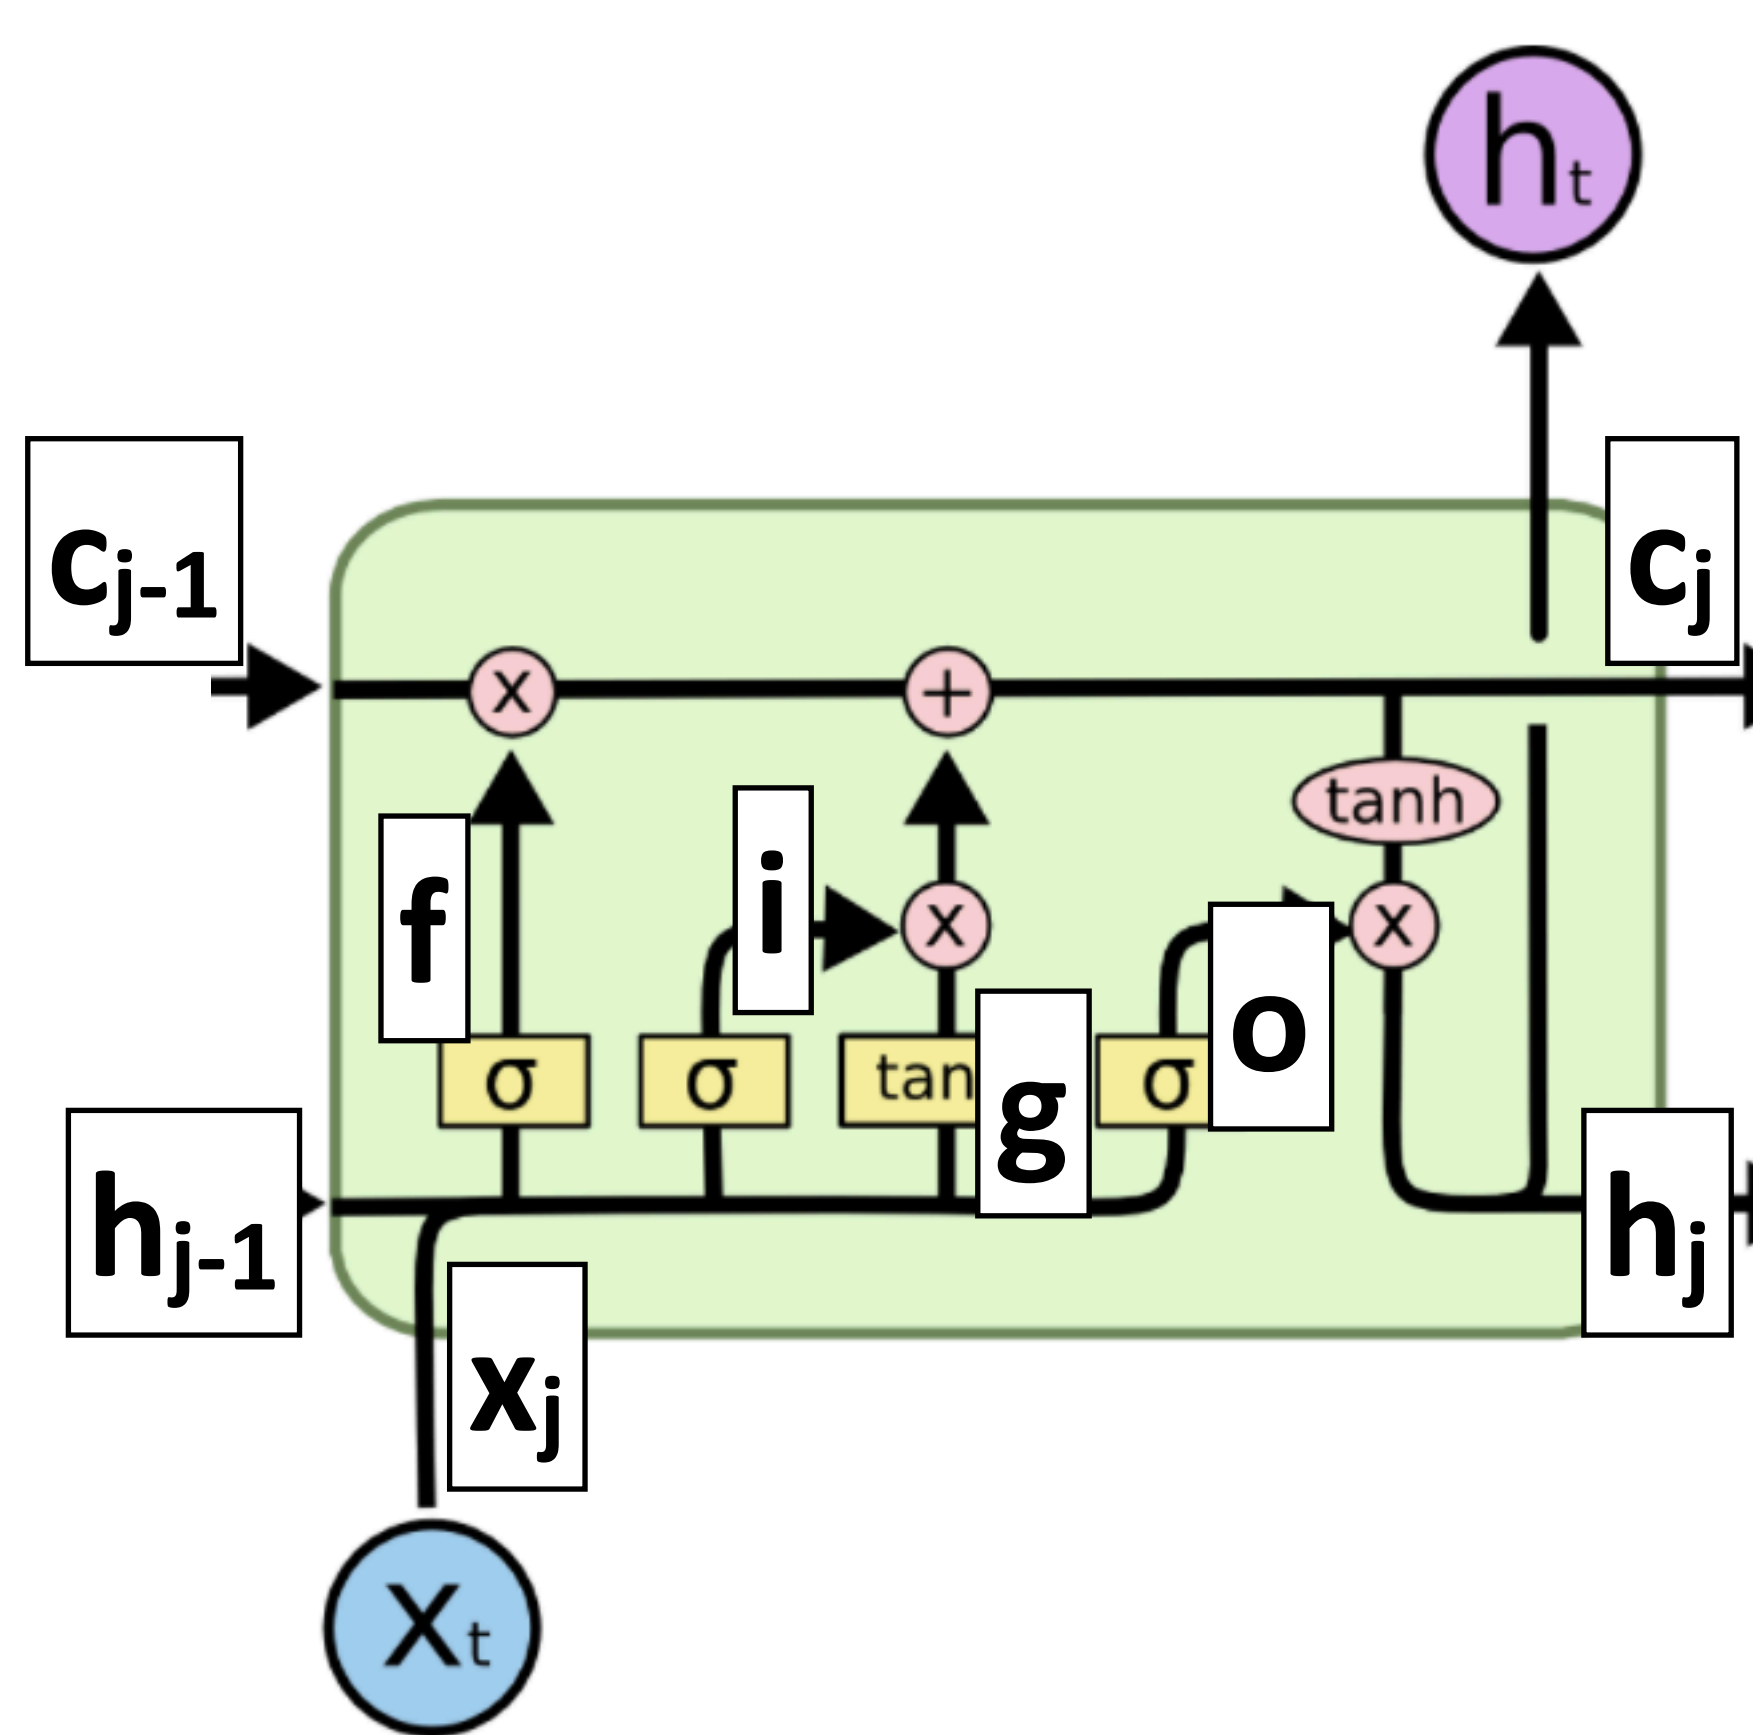 ht
cj-1
cj
x
+
tanh
f
i
x
x
σ
σ
tan
g
σ
o
hj-1
hj
xj
xt